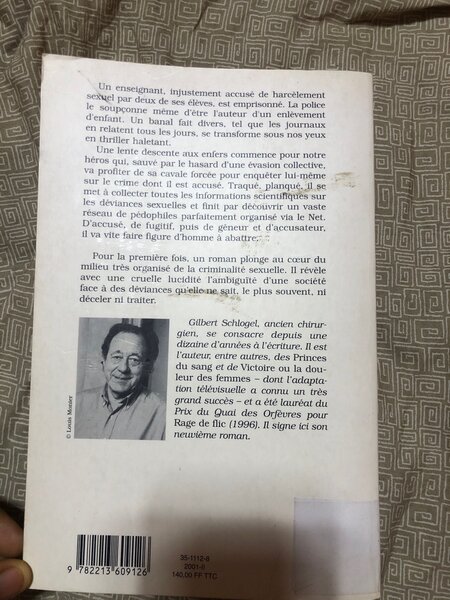 Un enseignant, injustement accusé de harcèlement
sexuel par deux de ses élèves, est emprisonné. La police
le soupçonne même d'être l'auteur d'un enlèvement
d'enfant. Un banal fait divers, tel que les journaux
en relatent tous les jours, se transforme sous nos yeux
en thriller haletant.
Une lente descente aux enfers commence pour notre
héros qui, sauvé par le hasard d'une évasion collective,
va profiter de sa cavale forcée pour enquêter lui-même
sur le crime dont il est accusé. Traqué, planqué, il se
met à collecter toutes les informations scientifiques sur
les déviances sexuelles et finit par découvrir un vaste
réseau de pédophiles parfaitement organisé via le Net.
D'accusé, de fugitif, puis de gêneur et d'accusateur,
il va vite faire figure d'homme à abattre.
Pour la première fois, un roman plonge au cœur du
milieu très organisé de la criminalité sexuelle. Il révèle
avec une cruelle lucidité l'ambiguïté d'une société
face à des déviances qu'elle ne sait, le plus souvent, ni
déceler ni traiter.
Gilbert Schlogel, ancien chirur-
gien, se consacre depuis une
dizaine d'années à l'écriture. Il est
l'auteur, entre autres, des Princes
du sang et de Victoire ou la dou-
leur des femmes – dont l'adapta-
tion télévisuelle a connu un très
grand succès – et a été lauréat du
Prix du Quai des Orfèvres pour
Rage de flic (1996). Il signe ici son
neuvième roman.
© Louis Monier
35-1112-8
2001-II
140,00 FF TTC
9 782213 609126